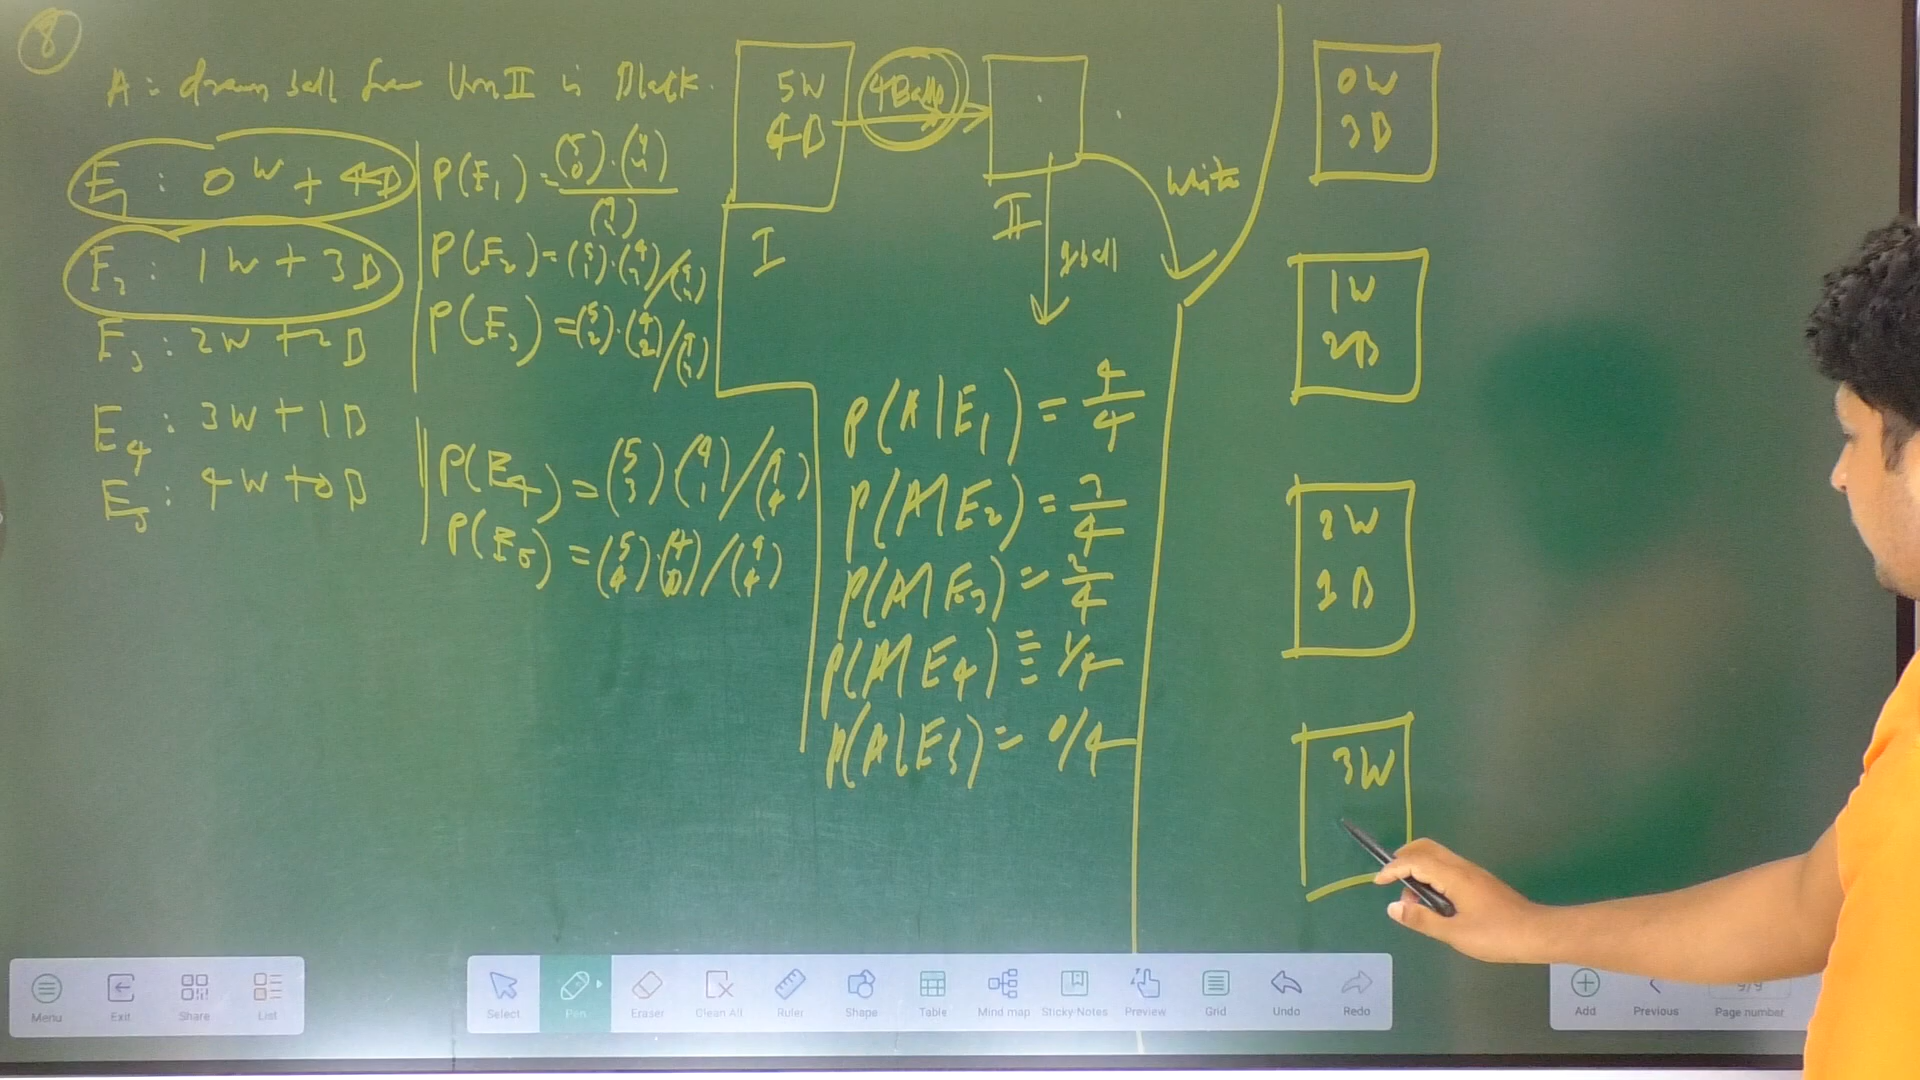 8
A : drawn ball from Urn II is Black.
E₁ : 0W + 4B
E₂ : 1W + 3B
E₃ : 2W + 2B
E₄ : 3W + 1B
E₅ : 4W + 0B
P(E₁) = (5 0)·(4 4) / (9 4)
P(E₂) = (5 1)·(4 3)/(9 4)
P(E₃) = (5 2)·(4 2)/(9 4)
P(E₄) = (5 3)(4 1)/(9 4)
P(E₅) = (5 4)·(4 0)/(9 4)
5W
4B
4 Balls
I
II
1 ball
White
P(A|E₁) = 4/4
P(A|E₂) = 3/4
P(A|E₃) = 2/4
P(A|E₄) = 1/4
P(A|E₅) = 0/4
0W
3B
1W
2B
2W
1B
3W
Menu
Exit
Share
List
Select
Pen
Eraser
Clean All
Ruler
Shape
Table
Mind map
Sticky Notes
Preview
Grid
Undo
Redo
Add
Previous
9/9
Page number